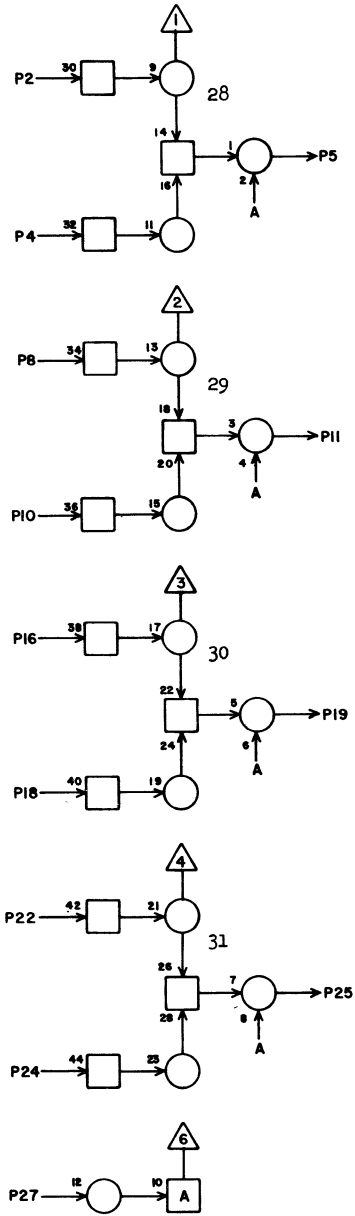 1
P2 30 9 28
14 1 P5
16 2
P4 32 11 A
2
P8 34 13 29
18 3 P11
20 4
P10 36 15 A
3
P16 38 17 30
22 5 P19
24 6
P18 40 19 A
4
P22 42 21 31
26 7 P25
28 8
P24 44 23 A
6
P27 12 10 A